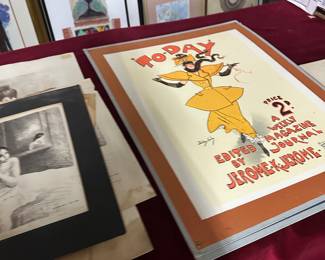 "TO-DAY"
PRICE
2D
A
WEEKLY
MAGAZINE
JOURNAL
EDITED BY
JEROME K. JEROME